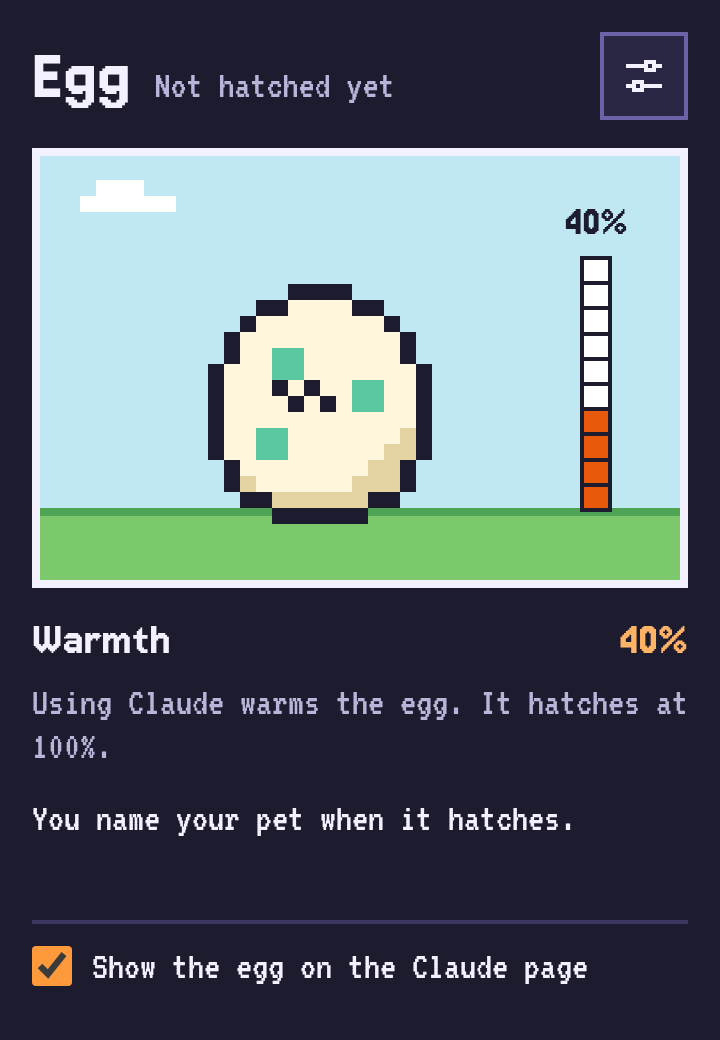 Egg Not hatched yet
40%
Warmth 40%
Using Claude warms the egg. It hatches at
100%.
You name your pet when it hatches.
Show the egg on the Claude page